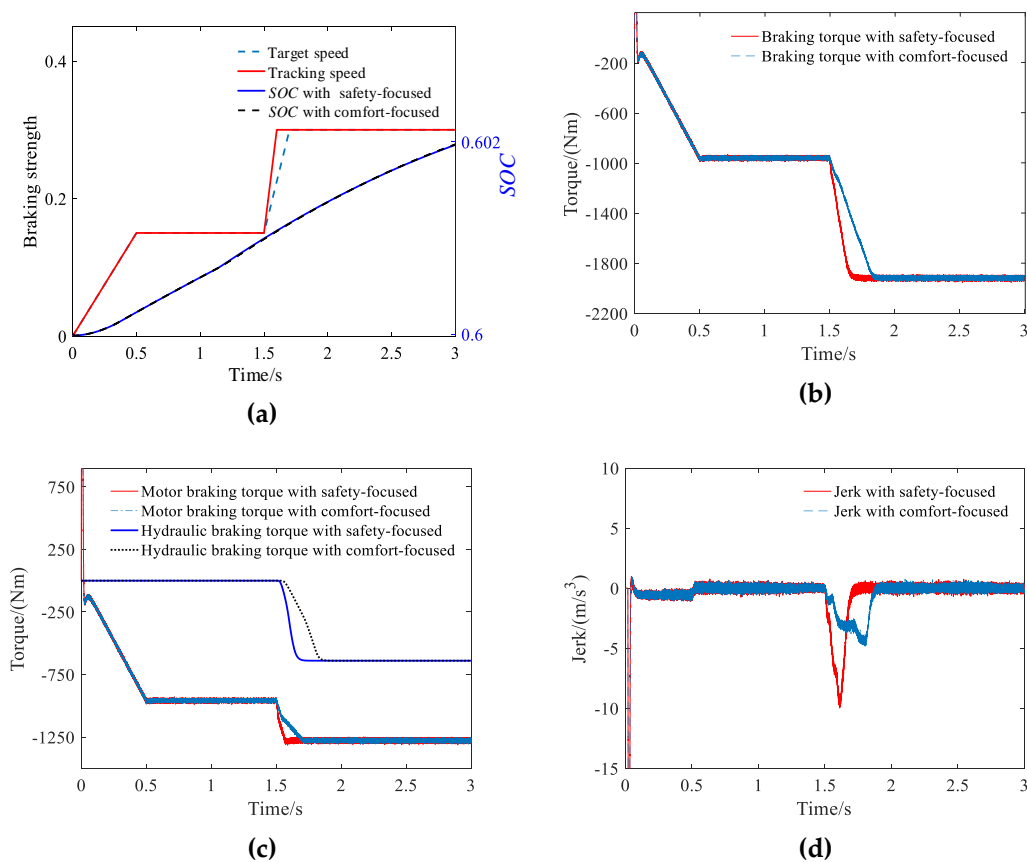 0.4
Target speed
Tracking speed
SOC with safety-focused
SOC with comfort-focused
0.602
Braking strength
0.2
SOC
0
0.6
0 0.5 1 1.5 2 2.5 3
Time/s
(a)
Braking torque with safety-focused
Braking torque with comfort-focused
-200
-600
Torque/(Nm)
-1000
-1400
-1800
-2200
0 0.5 1 1.5 2 2.5 3
Time/s
(b)
750
Motor braking torque with safety-focused
Motor braking torque with comfort-focused
Hydraulic braking torque with safety-focused
Hydraulic braking torque with comfort-focused
250
Torque/(Nm)
-250
-750
-1250
0 0.5 1 1.5 2 2.5 3
Time/s
(c)
10
Jerk with safety-focused
Jerk with comfort-focused
5
Jerk/(m/s³)
0
-5
-10
-15
0 0.5 1 1.5 2 2.5 3
Time/s
(d)